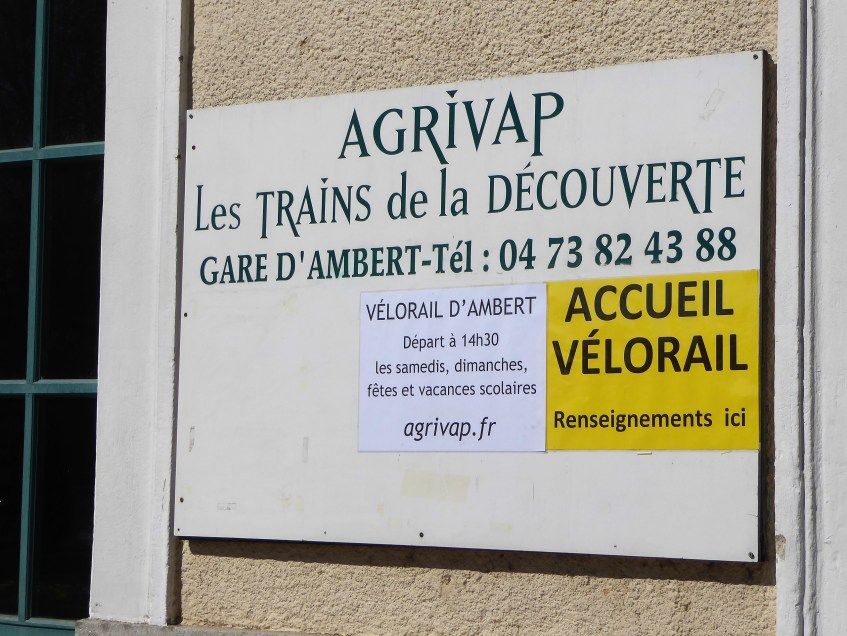 AGRIVAP
Les TRAINS de la DÉCOUVERTE
GARE D'AMBERT-Tél : 04 73 82 43 88
VÉLORAIL D’AMBERT
Départ à 14h30
les samedis, dimanches,
fêtes et vacances scolaires
agrivap.fr
ACCUEIL
VÉLORAIL
Renseignements ici